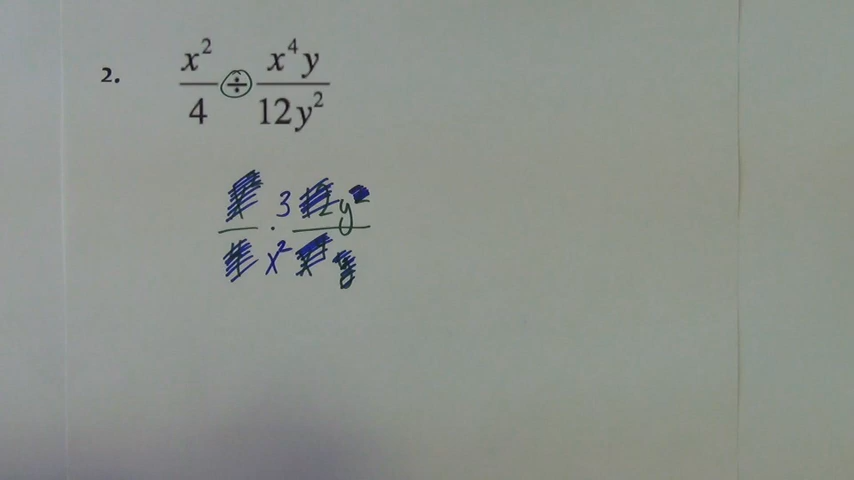 2. x²/4 ÷ x⁴y/12y²
· 3 y
x²